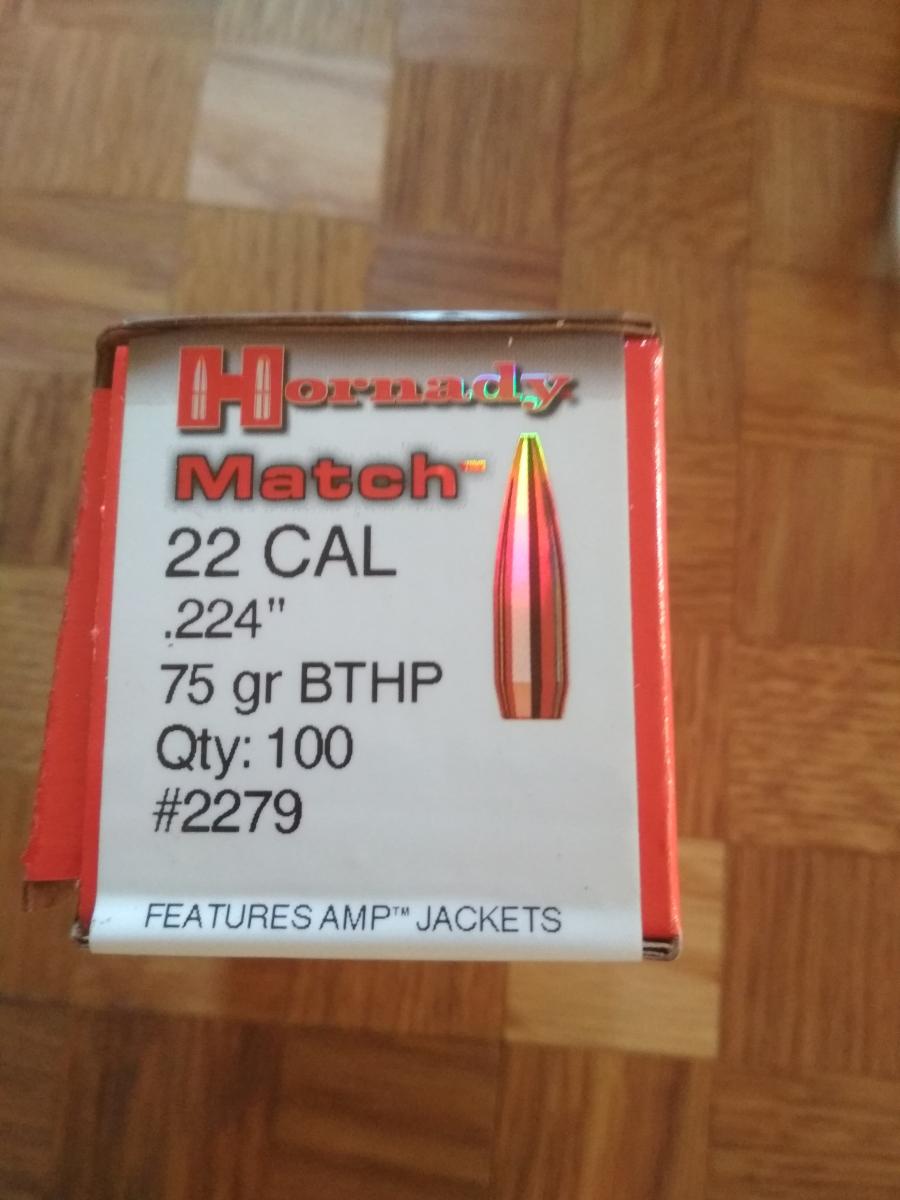 Hornady
Match™
22 CAL
.224"
75 gr BTHP
Qty: 100
#2279
FEATURES AMP™ JACKETS